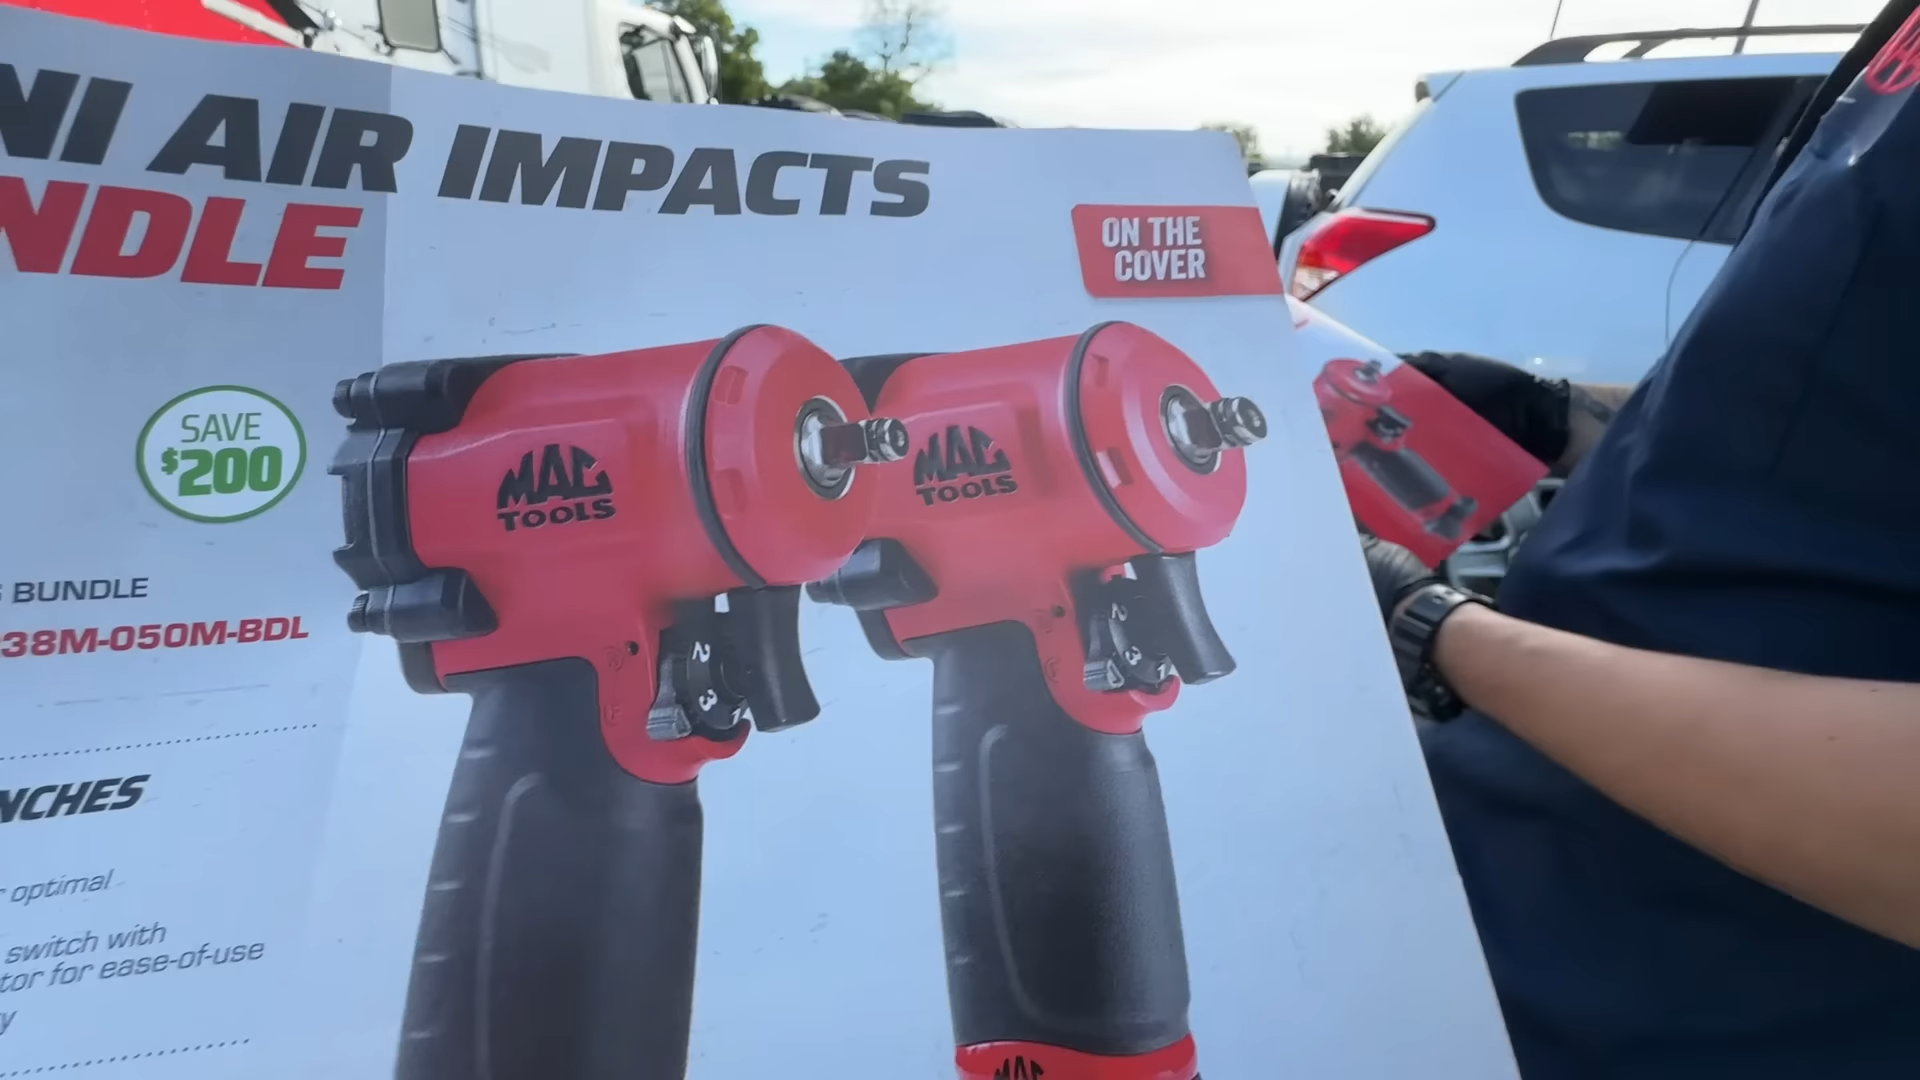 NI AIR IMPACTS
NDLE
ON THE
COVER
SAVE
$200
MAC
TOOLS
MAC
TOOLS
BUNDLE
38M-050M-BDL
2
3
1
2
3
1
NCHES
optimal
switch with
tor for ease-of-use
y
MAC